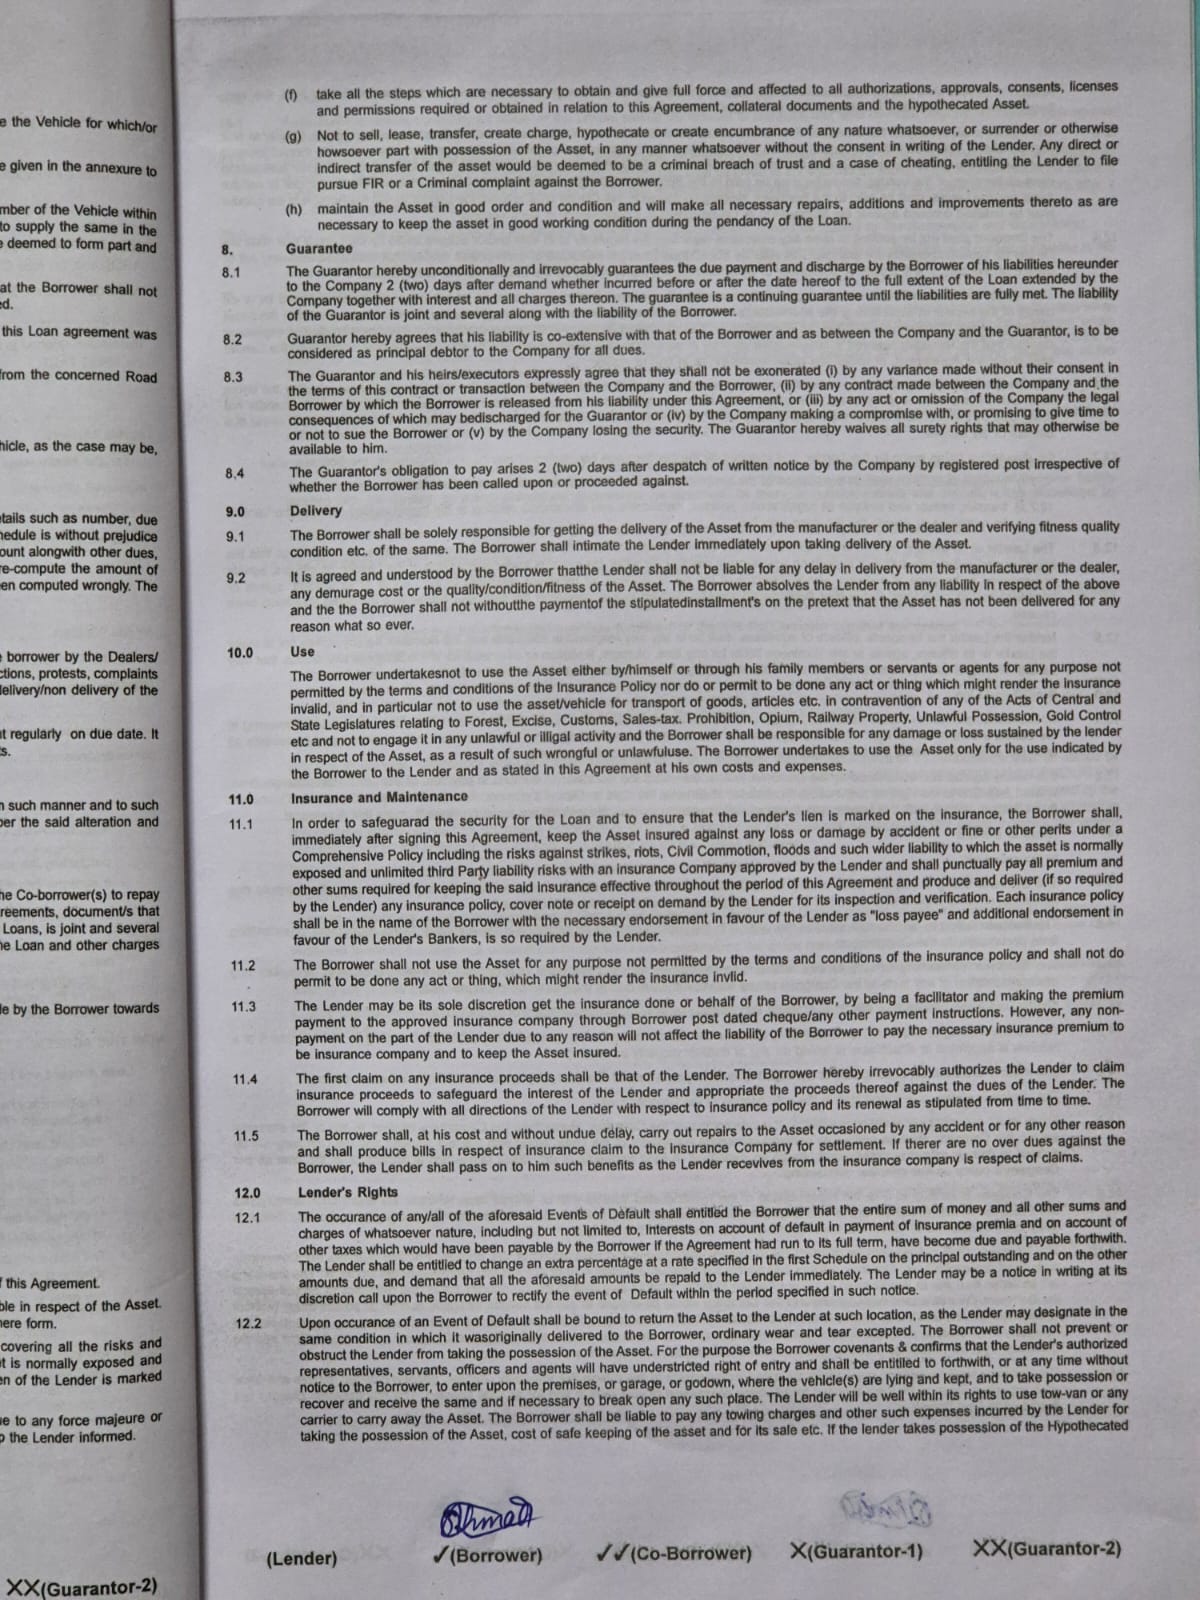 e the Vehicle for which/or
e given in the annexure to
mber of the Vehicle within
to supply the same in the
e deemed to form part and
at the Borrower shall not
ed.
this Loan agreement was
from the concerned Road
hicle, as the case may be,
etails such as number, due
hedule is without prejudice
ount alongwith other dues,
re-compute the amount of
en computed wrongly. The
e borrower by the Dealers/
ctions, protests, complaints
delivery/non delivery of the
nt regularly on due date. It
s.
n such manner and to such
per the said alteration and
he Co-borrower(s) to repay
reements, document/s that
Loans, is joint and several
he Loan and other charges
le by the Borrower towards
f this Agreement.
ble in respect of the Asset.
here form.
covering all the risks and
t is normally exposed and
en of the Lender is marked
ue to any force majeure or
p the Lender informed.
XX(Guarantor-2)
(f) take all the steps which are necessary to obtain and give full force and affected to all authorizations, approvals, consents, licenses
and permissions required or obtained in relation to this Agreement, collateral documents and the hypothecated Asset.
(g) Not to sell, lease, transfer, create charge, hypothecate or create encumbrance of any nature whatsoever, or surrender or otherwise
howsoever part with possession of the Asset, in any manner whatsoever without the consent in writing of the Lender. Any direct or
indirect transfer of the asset would be deemed to be a criminal breach of trust and a case of cheating, entitling the Lender to file
pursue FIR or a Criminal complaint against the Borrower.
(h) maintain the Asset in good order and condition and will make all necessary repairs, additions and improvements thereto as are
necessary to keep the asset in good working condition during the pendancy of the Loan.
8. Guarantee
8.1 The Guarantor hereby unconditionally and irrevocably guarantees the due payment and discharge by the Borrower of his liabilities hereunder
to the Company 2 (two) days after demand whether incurred before or after the date hereof to the full extent of the Loan extended by the
Company together with interest and all charges thereon. The guarantee is a continuing guarantee until the liabilities are fully met. The liability
of the Guarantor is joint and several along with the liability of the Borrower.
8.2 Guarantor hereby agrees that his liability is co-extensive with that of the Borrower and as between the Company and the Guarantor, is to be
considered as principal debtor to the Company for all dues.
8.3 The Guarantor and his heirs/executors expressly agree that they shall not be exonerated (i) by any variance made without their consent in
the terms of this contract or transaction between the Company and the Borrower, (ii) by any contract made between the Company and the
Borrower by which the Borrower is released from his liability under this Agreement, or (iii) by any act or omission of the Company the legal
consequences of which may bedischarged for the Guarantor or (iv) by the Company making a compromise with, or promising to give time to
or not to sue the Borrower or (v) by the Company losing the security. The Guarantor hereby waives all surety rights that may otherwise be
available to him.
8.4 The Guarantor's obligation to pay arises 2 (two) days after despatch of written notice by the Company by registered post irrespective of
whether the Borrower has been called upon or proceeded against.
9.0 Delivery
9.1 The Borrower shall be solely responsible for getting the delivery of the Asset from the manufacturer or the dealer and verifying fitness quality
condition etc. of the same. The Borrower shall intimate the Lender immediately upon taking delivery of the Asset.
9.2 It is agreed and understood by the Borrower thatthe Lender shall not be liable for any delay in delivery from the manufacturer or the dealer,
any demurage cost or the quality/condition/fitness of the Asset. The Borrower absolves the Lender from any liability in respect of the above
and the the Borrower shall not withoutthe paymentof the stipulatedinstallment's on the pretext that the Asset has not been delivered for any
reason what so ever.
10.0 Use
The Borrower undertakesnot to use the Asset either by/himself or through his family members or servants or agents for any purpose not
permitted by the terms and conditions of the Insurance Policy nor do or permit to be done any act or thing which might render the insurance
invalid, and in particular not to use the asset/vehicle for transport of goods, articles etc. in contravention of any of the Acts of Central and
State Legislatures relating to Forest, Excise, Customs, Sales-tax. Prohibition, Opium, Railway Property, Unlawful Possession, Gold Control
etc and not to engage it in any unlawful or illigal activity and the Borrower shall be responsible for any damage or loss sustained by the lender
in respect of the Asset, as a result of such wrongful or unlawfuluse. The Borrower undertakes to use the Asset only for the use indicated by
the Borrower to the Lender and as stated in this Agreement at his own costs and expenses.
11.0 Insurance and Maintenance
11.1 In order to safeguarad the security for the Loan and to ensure that the Lender's lien is marked on the insurance, the Borrower shall,
immediately after signing this Agreement, keep the Asset insured against any loss or damage by accident or fine or other perits under a
Comprehensive Policy including the risks against strikes, riots, Civil Commotion, floods and such wider liability to which the asset is normally
exposed and unlimited third Party liability risks with an insurance Company approved by the Lender and shall punctually pay all premium and
other sums required for keeping the said insurance effective throughout the period of this Agreement and produce and deliver (if so required
by the Lender) any insurance policy, cover note or receipt on demand by the Lender for its inspection and verification. Each insurance policy
shall be in the name of the Borrower with the necessary endorsement in favour of the Lender as "loss payee" and additional endorsement in
favour of the Lender's Bankers, is so required by the Lender.
11.2 The Borrower shall not use the Asset for any purpose not permitted by the terms and conditions of the insurance policy and shall not do
permit to be done any act or thing, which might render the insurance invlid.
11.3 The Lender may be its sole discretion get the insurance done or behalf of the Borrower, by being a facilitator and making the premium
payment to the approved insurance company through Borrower post dated cheque/any other payment instructions. However, any non-
payment on the part of the Lender due to any reason will not affect the liability of the Borrower to pay the necessary insurance premium to
be insurance company and to keep the Asset insured.
11.4 The first claim on any insurance proceeds shall be that of the Lender. The Borrower hereby irrevocably authorizes the Lender to claim
insurance proceeds to safeguard the interest of the Lender and appropriate the proceeds thereof against the dues of the Lender. The
Borrower will comply with all directions of the Lender with respect to insurance policy and its renewal as stipulated from time to time.
11.5 The Borrower shall, at his cost and without undue delay, carry out repairs to the Asset occasioned by any accident or for any other reason
and shall produce bills in respect of insurance claim to the Insurance Company for settlement. If therer are no over dues against the
Borrower, the Lender shall pass on to him such benefits as the Lender recevives from the insurance company is respect of claims.
12.0 Lender's Rights
12.1 The occurance of any/all of the aforesaid Events of Default shall entitled the Borrower that the entire sum of money and all other sums and
charges of whatsoever nature, including but not limited to, Interests on account of default in payment of insurance premia and on account of
other taxes which would have been payable by the Borrower if the Agreement had run to its full term, have become due and payable forthwith.
The Lender shall be entitlied to change an extra percentage at a rate specified in the first Schedule on the principal outstanding and on the other
amounts due, and demand that all the aforesaid amounts be repaid to the Lender immediately. The Lender may be a notice in writing at its
discretion call upon the Borrower to rectify the event of Default within the period specified in such notice.
12.2 Upon occurance of an Event of Default shall be bound to return the Asset to the Lender at such location, as the Lender may designate in the
same condition in which it wasoriginally delivered to the Borrower, ordinary wear and tear excepted. The Borrower shall not prevent or
obstruct the Lender from taking the possession of the Asset. For the purpose the Borrower covenants & confirms that the Lender's authorized
representatives, servants, officers and agents will have understricted right of entry and shall be entitlled to forthwith, or at any time without
notice to the Borrower, to enter upon the premises, or garage, or godown, where the vehicle(s) are lying and kept, and to take possession or
recover and receive the same and if necessary to break open any such place. The Lender will be well within its rights to use tow-van or any
carrier to carry away the Asset. The Borrower shall be liable to pay any towing charges and other such expenses incurred by the Lender for
taking the possession of the Asset, cost of safe keeping of the asset and for its sale etc. If the lender takes possession of the Hypothecated
(Lender) ✓(Borrower) ✓✓(Co-Borrower) X(Guarantor-1) XX(Guarantor-2)